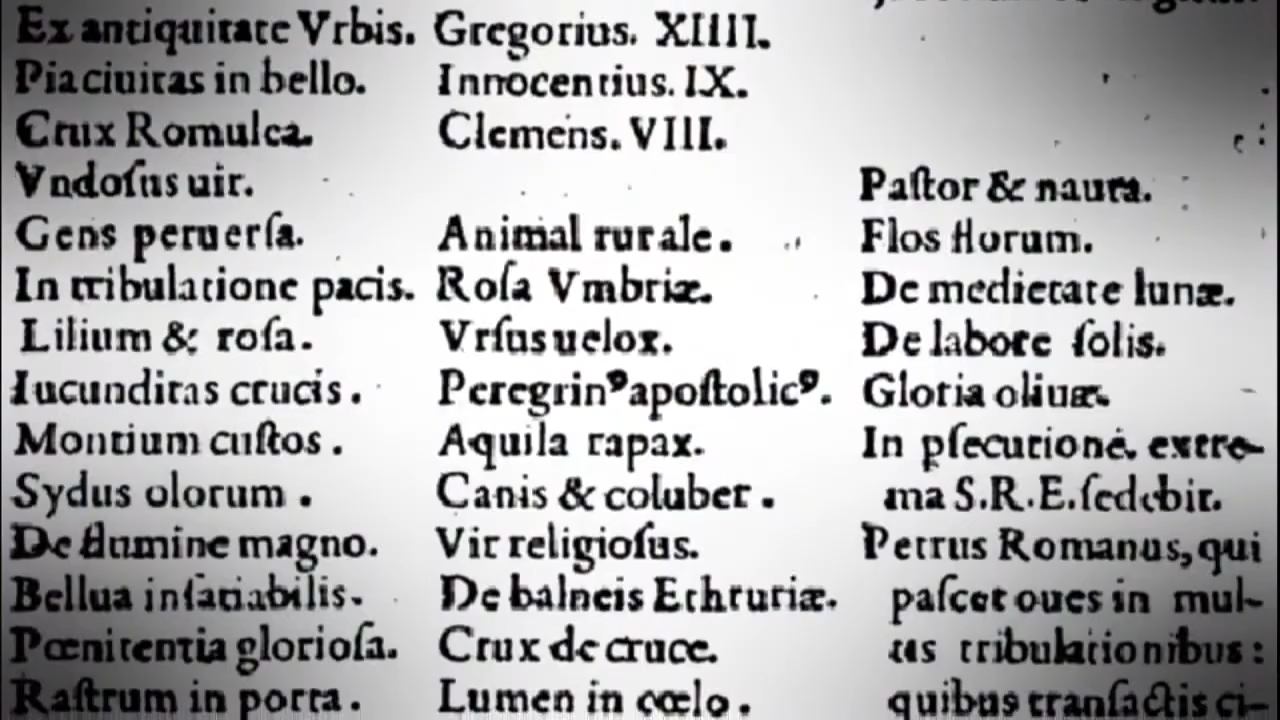 Ex antiquitate Vrbis.
Piaciuitas in bello.
Crux Romulea.
Vndoſus uir.
Gens peruerſa.
In tribulatione pacis.
Lilium & roſa.
Iucunditas crucis.
Montium cuſtos.
Sydus olorum.
De flumine magno.
Bellua inſatiabilis.
Pœnitentia glorioſa.
Raſtrum in porta.
Gregorius. XIIII.
Innocentius. IX.
Clemens. VIII.
Animal rurale.
Roſa Vmbriæ.
Vrſus uelox.
Peregrinꝰ apoſtolicꝰ.
Aquila rapax.
Canis & coluber.
Vir religioſus.
De balneis Ethruriæ.
Crux de cruce.
Lumen in cœlo.
Paſtor & nauta.
Flos florum.
De medietate lunæ.
De labore ſolis.
Gloria oliuæ.
In pſecutione. extre-
ma S.R.E. ſedebit.
Petrus Romanus, qui
paſcet oues in mul-
tis tribulationibus:
quibus tranſactis ci-